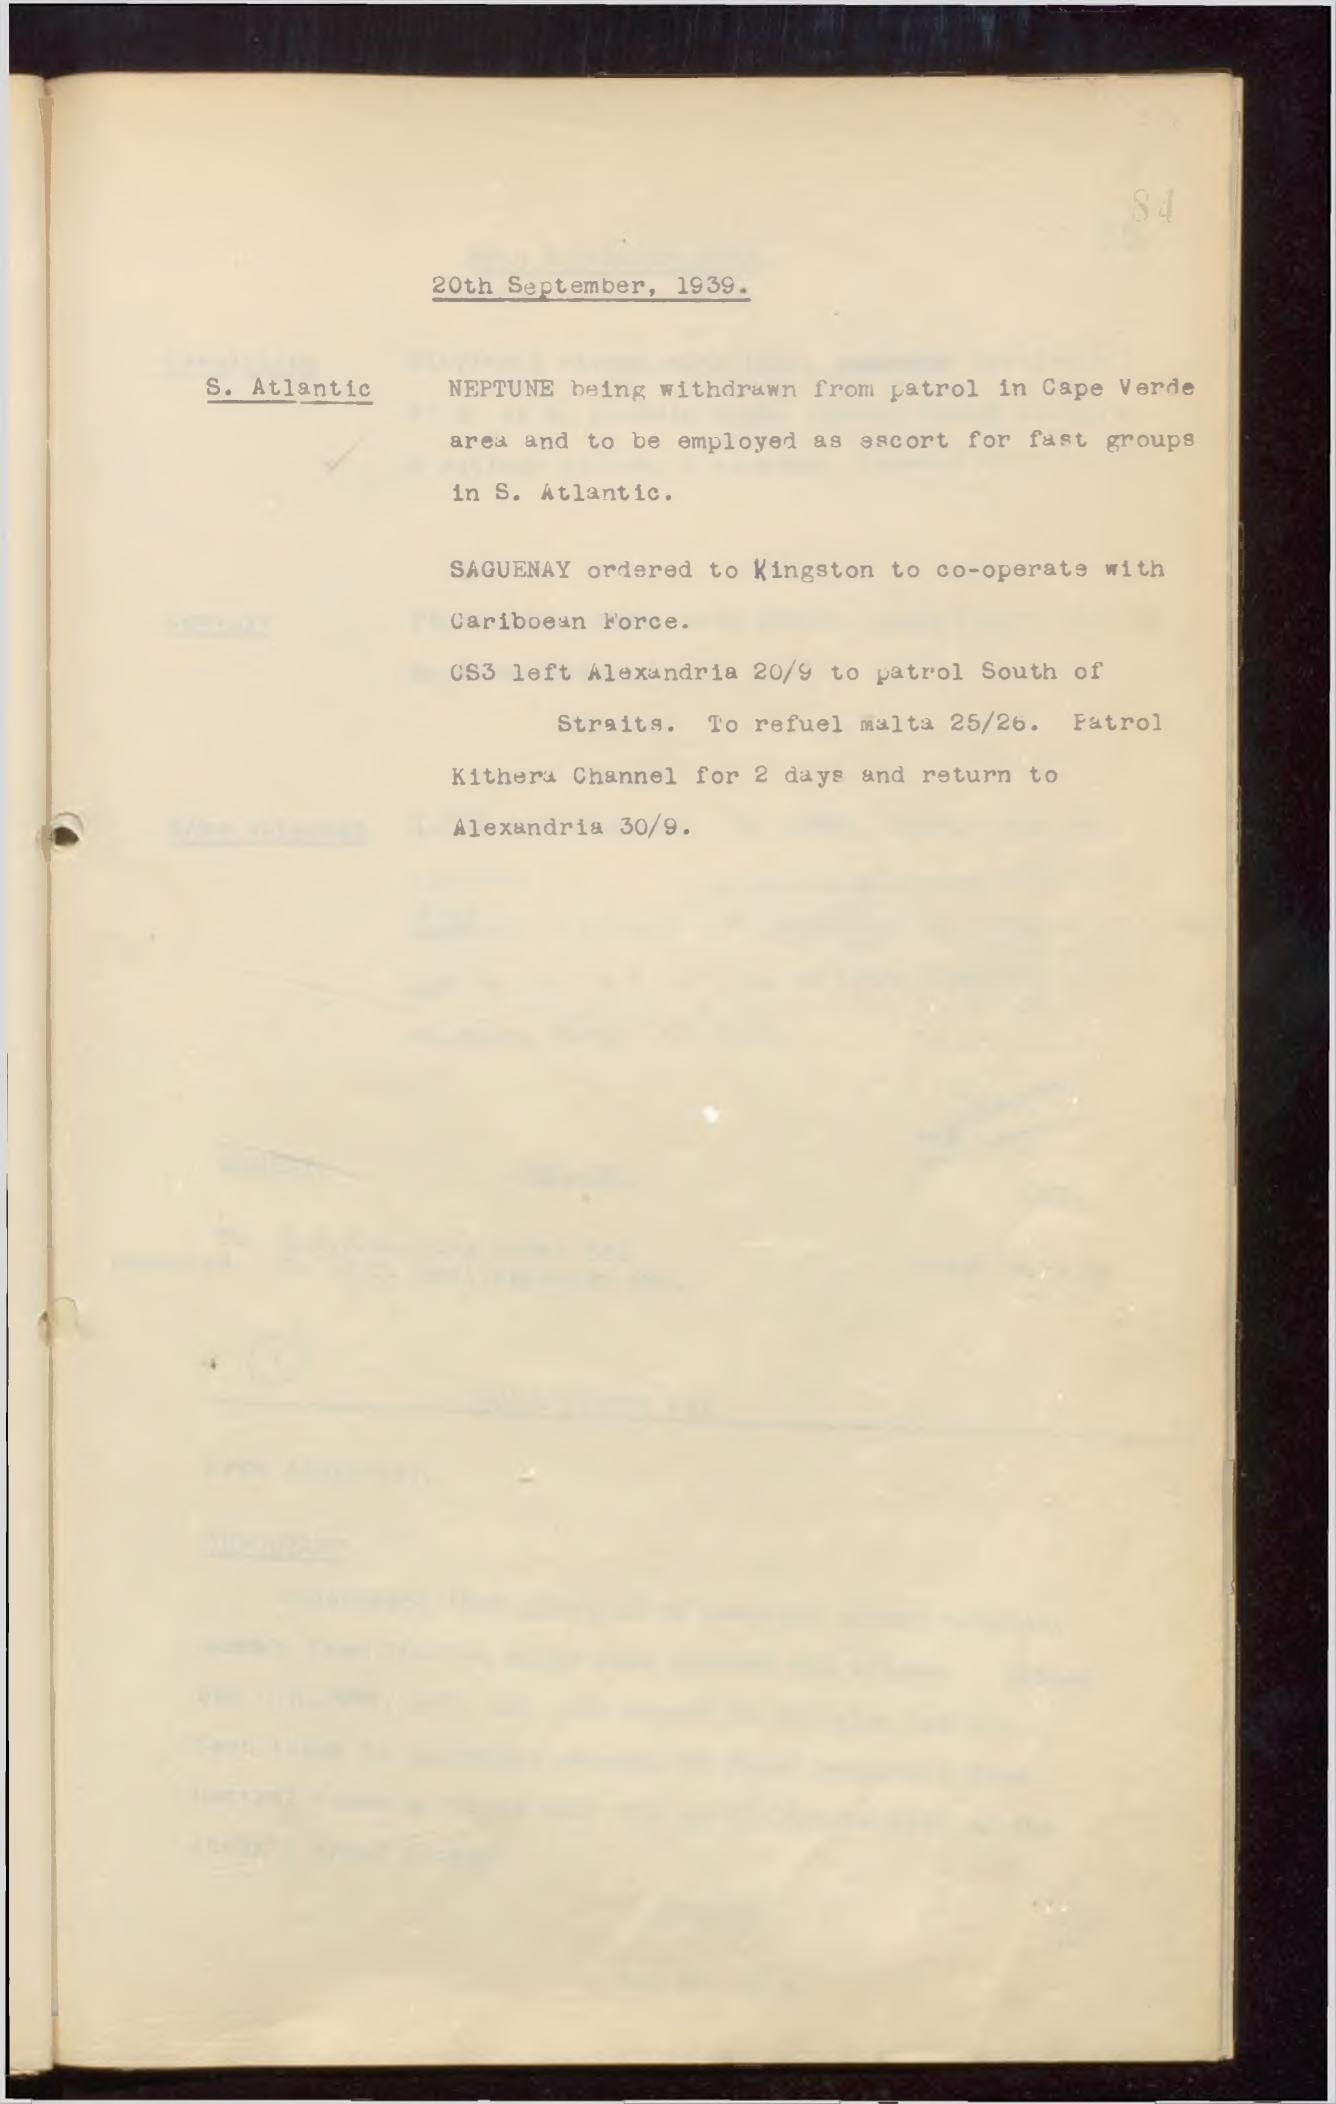 84
20th September, 1939.
S. Atlantic NEPTUNE being withdrawn from patrol in Cape Verde
area and to be employed as escort for fast groups
in S. Atlantic.
SAGUENAY ordered to Kingston to co-operate with
Caribbean Force.
CS3 left Alexandria 20/9 to patrol South of
Straits. To refuel Malta 25/26. Patrol
Kithera Channel for 2 days and return to
Alexandria 30/9.